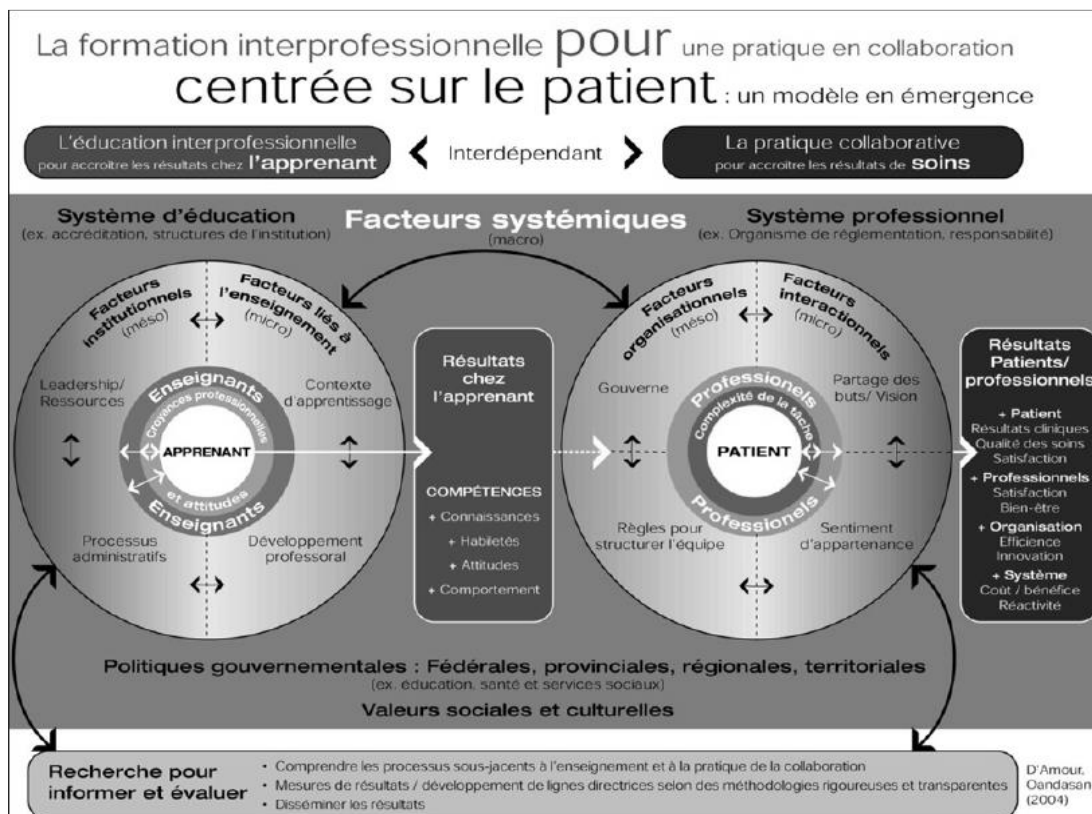 La formation interprofessionnelle pour une pratique en collaboration
centrée sur le patient : un modèle en émergence
L'éducation interprofessionnelle
pour accroître les résultats chez l'apprenant
Interdépendant
La pratique collaborative
pour accroître les résultats de soins
Système d'éducation
(ex. accréditation, structures de l'institution)
Facteurs systémiques
(macro)
Système professionnel
(ex. Organisme de réglementation, responsabilité)
Facteurs
institutionnels
(méso)
Facteurs liés à
l'enseignement
(micro)
Leadership/
Ressources
Contexte
d'apprentissage
Enseignants
Croyances professionnelles
APPRENANT
et attitudes
Enseignants
Processus
administratifs
Développement
professoral
Résultats
chez
l'apprenant
COMPÉTENCES
+ Connaissances
+ Habiletés
+ Attitudes
+ Comportement
Facteurs
organisationnels
(méso)
Facteurs
interactionnels
(micro)
Gouverne
Partage des
buts/ Vision
Professionnels
Complexité de la tâche
PATIENT
Professionnels
Règles pour
structurer l'équipe
Sentiment
d'appartenance
Résultats
Patients/
professionnels
+ Patient
Résultats cliniques
Qualité des soins
Satisfaction
+ Professionnels
Satisfaction
Bien-être
+ Organisation
Efficience
Innovation
+ Système
Coût / bénéfice
Réactivité
Politiques gouvernementales : Fédérales, provinciales, régionales, territoriales
(ex. éducation, santé et services sociaux)
Valeurs sociales et culturelles
Recherche pour
informer et évaluer
• Comprendre les processus sous-jacents à l'enseignement et à la pratique de la collaboration
• Mesures de résultats / développement de lignes directrices selon des méthodologies rigoureuses et transparentes
• Disséminer les résultats
D'Amour,
Oandasan
(2004)